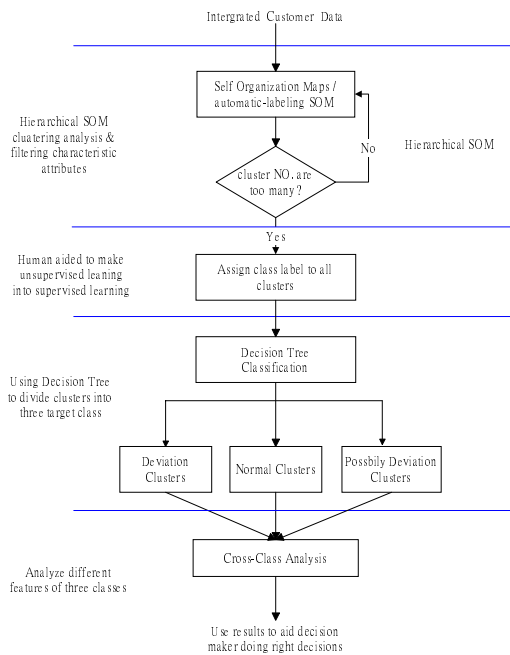 Intergrated Customer Data
Self Organization Maps /
automatic-labeling SOM
Hierarchical SOM
cluatering analysis &
filtering characteristic
attributes
No
Hierarchical SOM
cluster NO. are
too many?
Yes
Human aided to make
unsupervised leaning
into supervised learning
Assign class label to all
clusters
Decision Tree
Classification
Using Decision Tree
to divide clusters into
three target class
Deviation
Clusters
Normal Clusters
Possbily Deviation
Clusters
Cross-Class Analysis
Analyze different
features of three classes
Use results to aid decision
maker doing right decisions